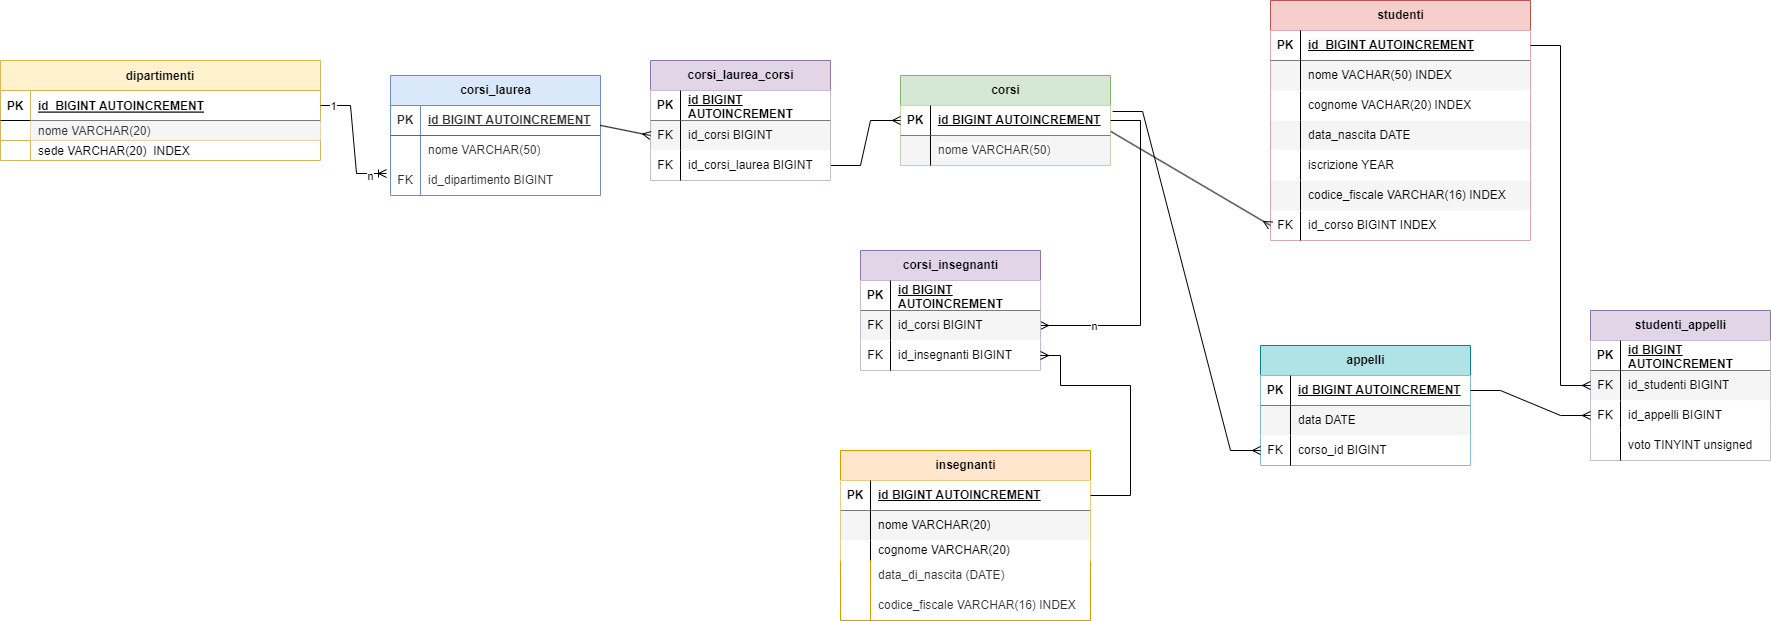 dipartimenti
PK id_BIGINT AUTOINCREMENT
nome VARCHAR(20)
sede VARCHAR(20) INDEX
1
n
corsi_laurea
PK id BIGINT AUTOINCREMENT
nome VARCHAR(50)
FK id_dipartimento BIGINT
corsi_laurea_corsi
PK id BIGINT
AUTOINCREMENT
FK id_corsi BIGINT
FK id_corsi_laurea BIGINT
corsi
PK id BIGINT AUTOINCREMENT
nome VARCHAR(50)
studenti
PK id_BIGINT AUTOINCREMENT
nome VACHAR(50) INDEX
cognome VACHAR(20) INDEX
data_nascita DATE
iscrizione YEAR
codice_fiscale VARCHAR(16) INDEX
FK id_corso BIGINT INDEX
corsi_insegnanti
PK id BIGINT
AUTOINCREMENT
FK id_corsi BIGINT
FK id_insegnanti BIGINT
n
insegnanti
PK id BIGINT AUTOINCREMENT
nome VARCHAR(20)
cognome VARCHAR(20)
data_di_nascita (DATE)
codice_fiscale VARCHAR(16) INDEX
appelli
PK id BIGINT AUTOINCREMENT
data DATE
FK corso_id BIGINT
studenti_appelli
PK id BIGINT
AUTOINCREMENT
FK id_studenti BIGINT
FK id_appelli BIGINT
voto TINYINT unsigned